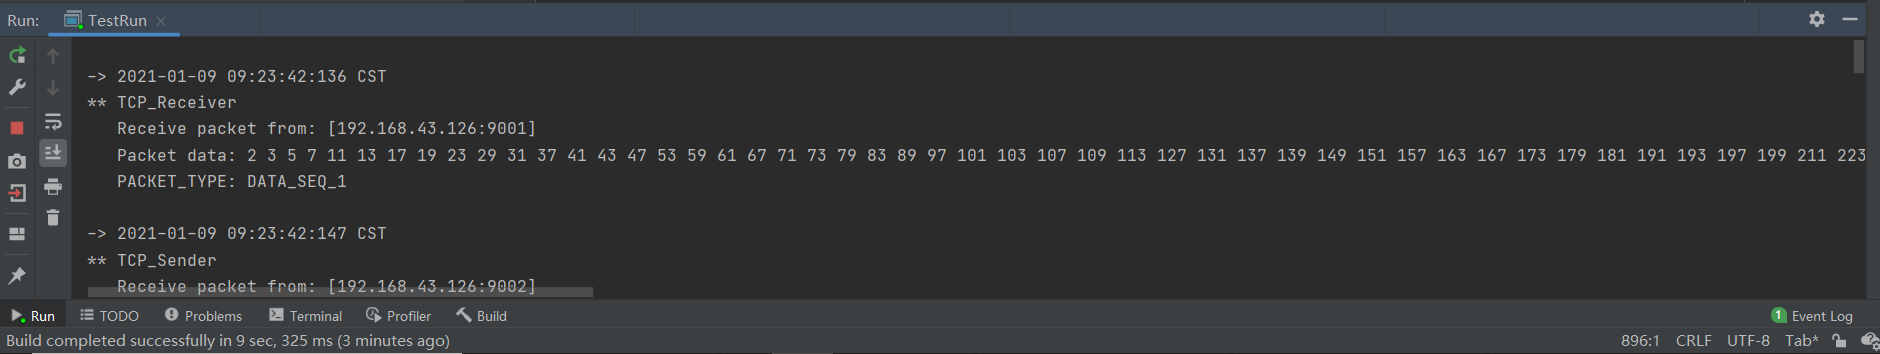 Run: TestRun
-> 2021-01-09 09:23:42:136 CST
** TCP_Receiver
Receive packet from: [192.168.43.126:9001]
Packet data: 2 3 5 7 11 13 17 19 23 29 31 37 41 43 47 53 59 61 67 71 73 79 83 89 97 101 103 107 109 113 127 131 137 139 149 151 157 163 167 173 179 181 191 193 197 199 211 223
PACKET_TYPE: DATA_SEQ_1
-> 2021-01-09 09:23:42:147 CST
** TCP_Sender
Receive packet from: [192.168.43.126:9002]
Run TODO Problems Terminal Profiler Build 1 Event Log
Build completed successfully in 9 sec, 325 ms (3 minutes ago) 896:1 CRLF UTF-8 Tab*